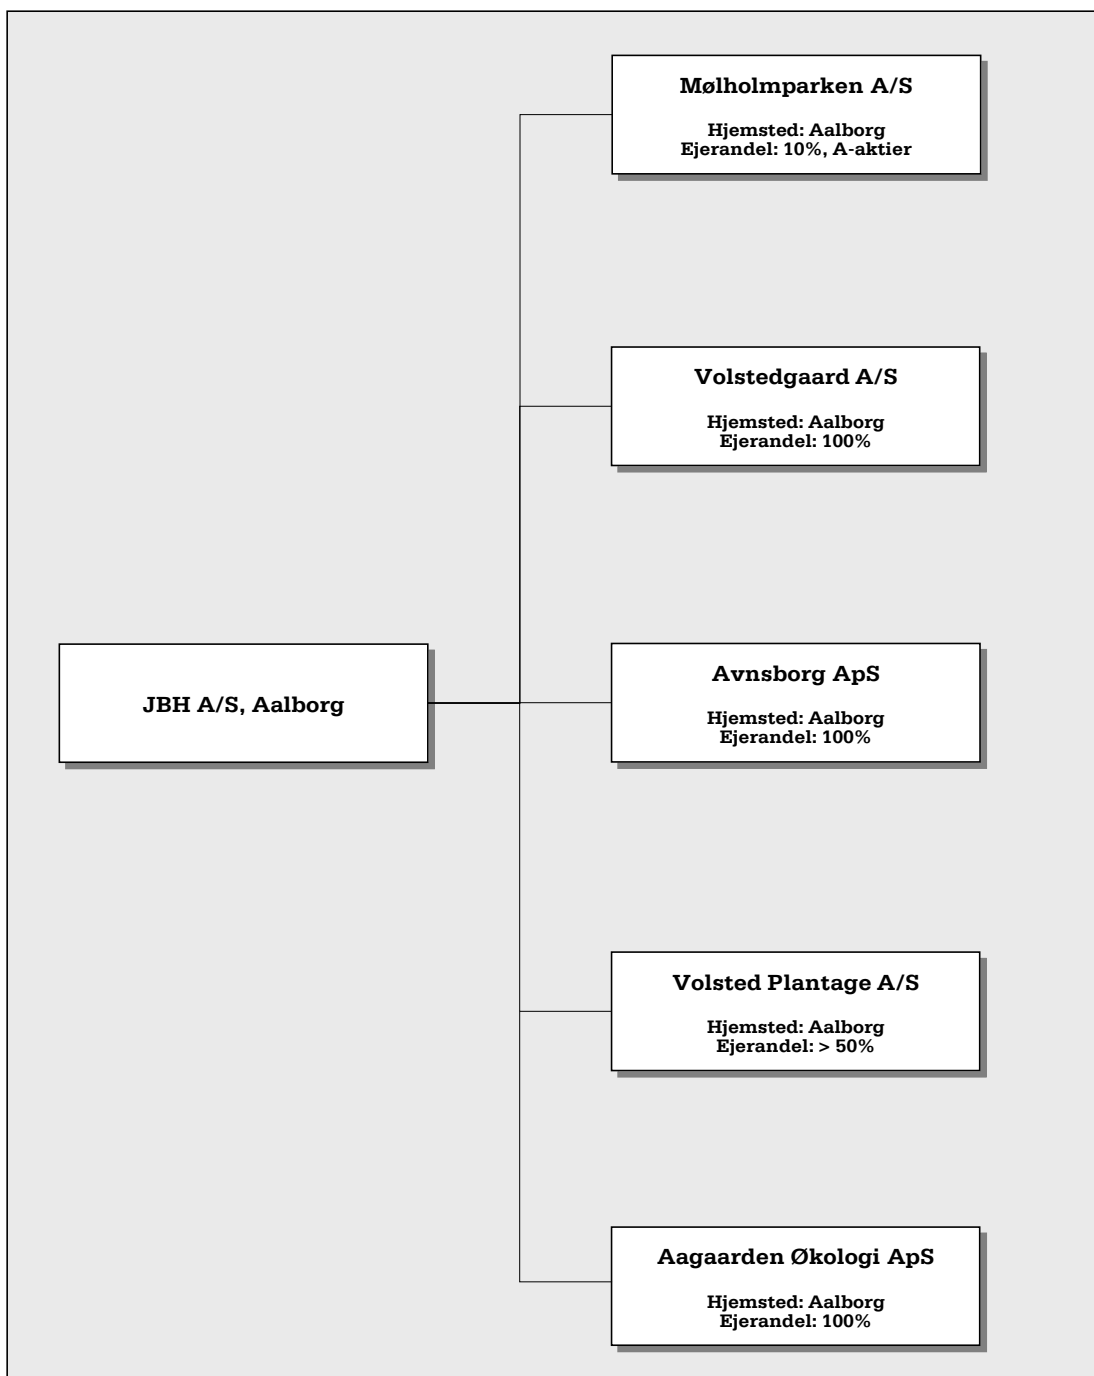 Mølholmparken A/S
Hjemsted: Aalborg
Ejerandel: 10%, A-aktier
Volstedgaard A/S
Hjemsted: Aalborg
Ejerandel: 100%
JBH A/S, Aalborg
Avnsborg ApS
Hjemsted: Aalborg
Ejerandel: 100%
Volsted Plantage A/S
Hjemsted: Aalborg
Ejerandel: > 50%
Aagaarden Økologi ApS
Hjemsted: Aalborg
Ejerandel: 100%